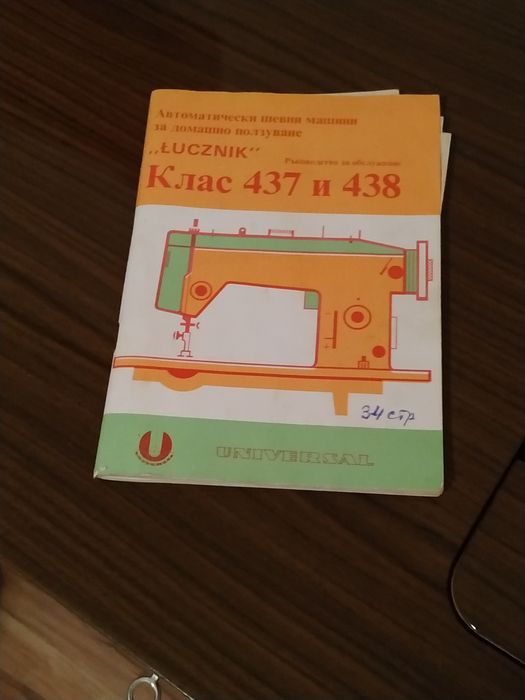 Автоматически шевни машини
за домашно ползуване
„ŁUCZNIK“
Ръководство за обслужване
Клас 437 и 438
34 стр
U
UNIVERSAL